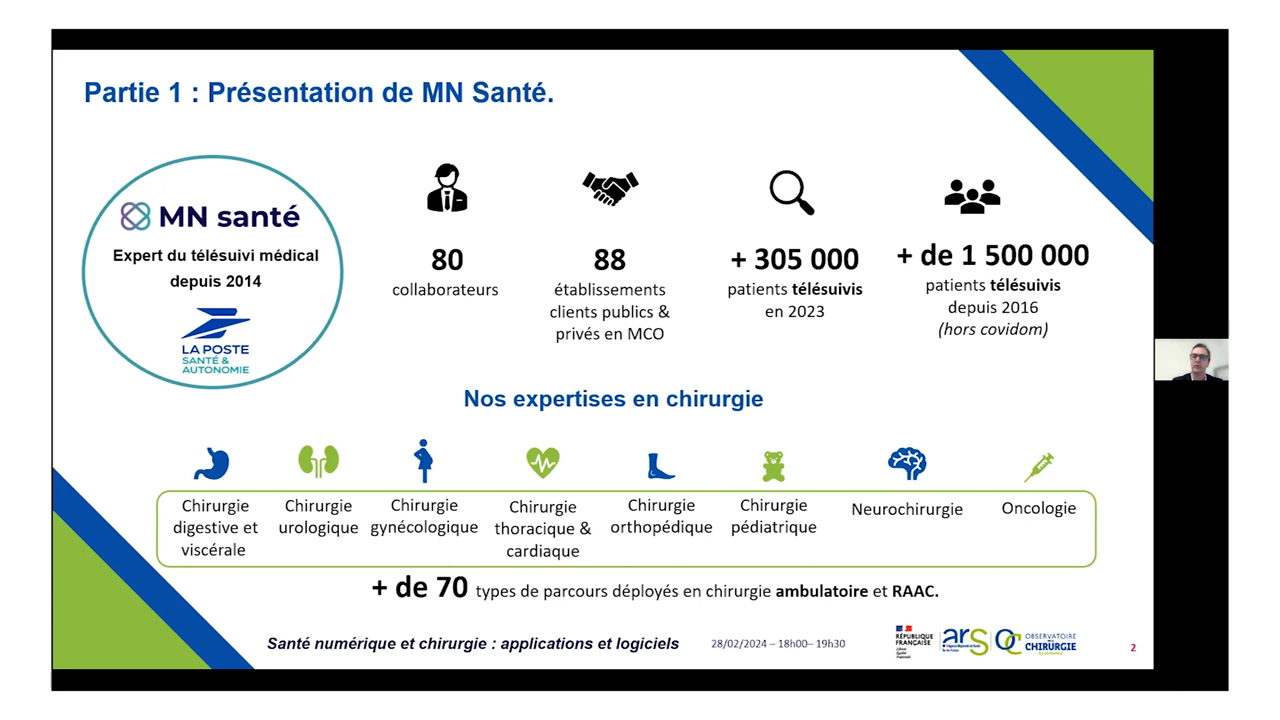 Partie 1 : Présentation de MN Santé.
MN santé
Expert du télésuivi médical
depuis 2014
LA POSTE
SANTÉ &
AUTONOMIE
80
collaborateurs
88
établissements
clients publics &
privés en MCO
+ 305 000
patients télésuivis
en 2023
+ de 1 500 000
patients télésuivis
depuis 2016
(hors covidom)
Nos expertises en chirurgie
Chirurgie
digestive et
viscérale
Chirurgie
urologique
Chirurgie
gynécologique
Chirurgie
thoracique &
cardiaque
Chirurgie
orthopédique
Chirurgie
pédiatrique
Neurochirurgie
Oncologie
+ de 70 types de parcours déployés en chirurgie ambulatoire et RAAC.
Santé numérique et chirurgie : applications et logiciels
28/02/2024 – 18h00– 19h30
RÉPUBLIQUE
FRANÇAISE
Liberté
Égalité
Fraternité
ars
OC
OBSERVATOIRE
CHIRURGIE
2